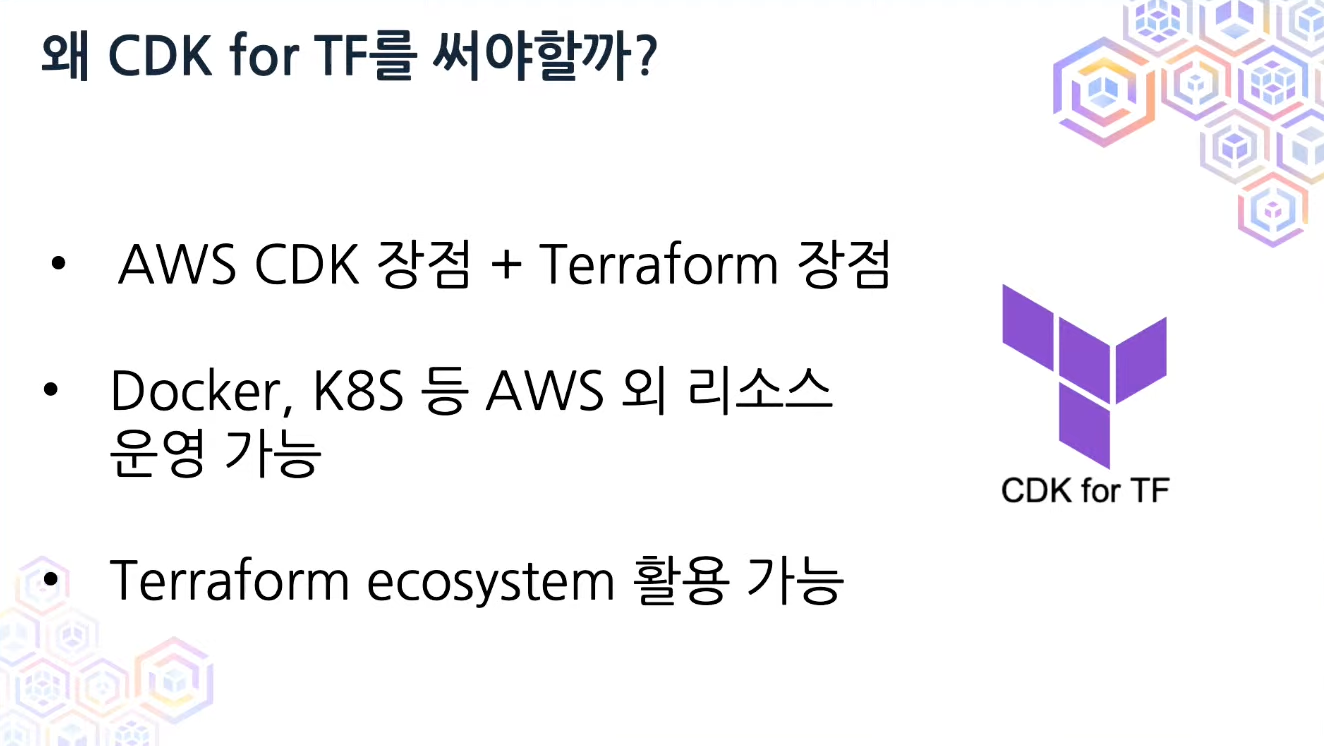 왜 CDK for TF를 써야할까?
• AWS CDK 장점 + Terraform 장점
• Docker, K8S 등 AWS 외 리소스
운영 가능
• Terraform ecosystem 활용 가능
CDK for TF